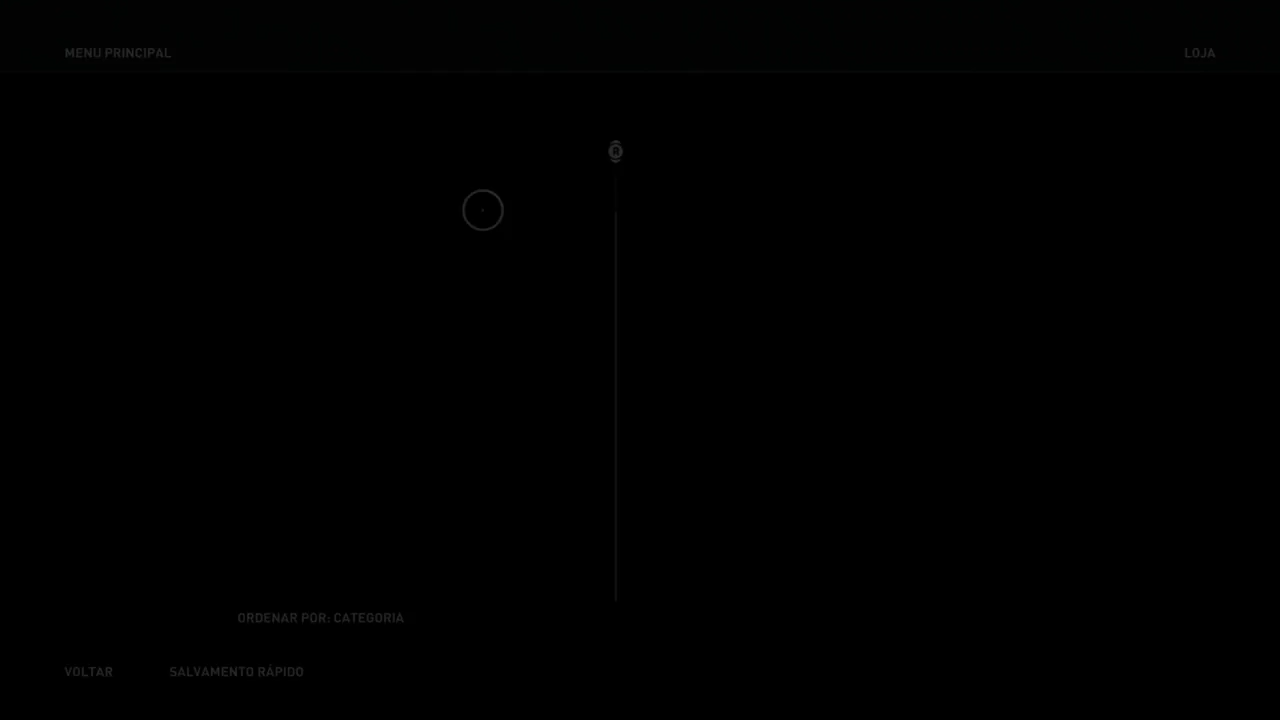 MENU PRINCIPAL
LOJA
R
ORDENAR POR: CATEGORIA
VOLTAR
SALVAMENTO RÁPIDO